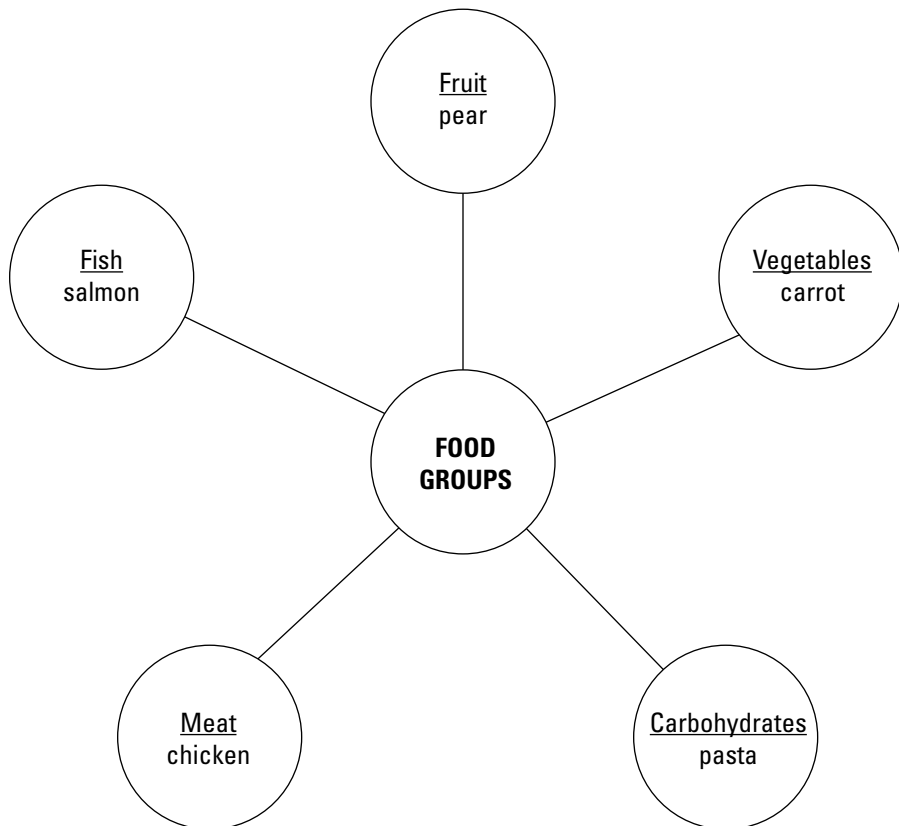 Fruit
pear
Fish
salmon
Vegetables
carrot
FOOD
GROUPS
Meat
chicken
Carbohydrates
pasta